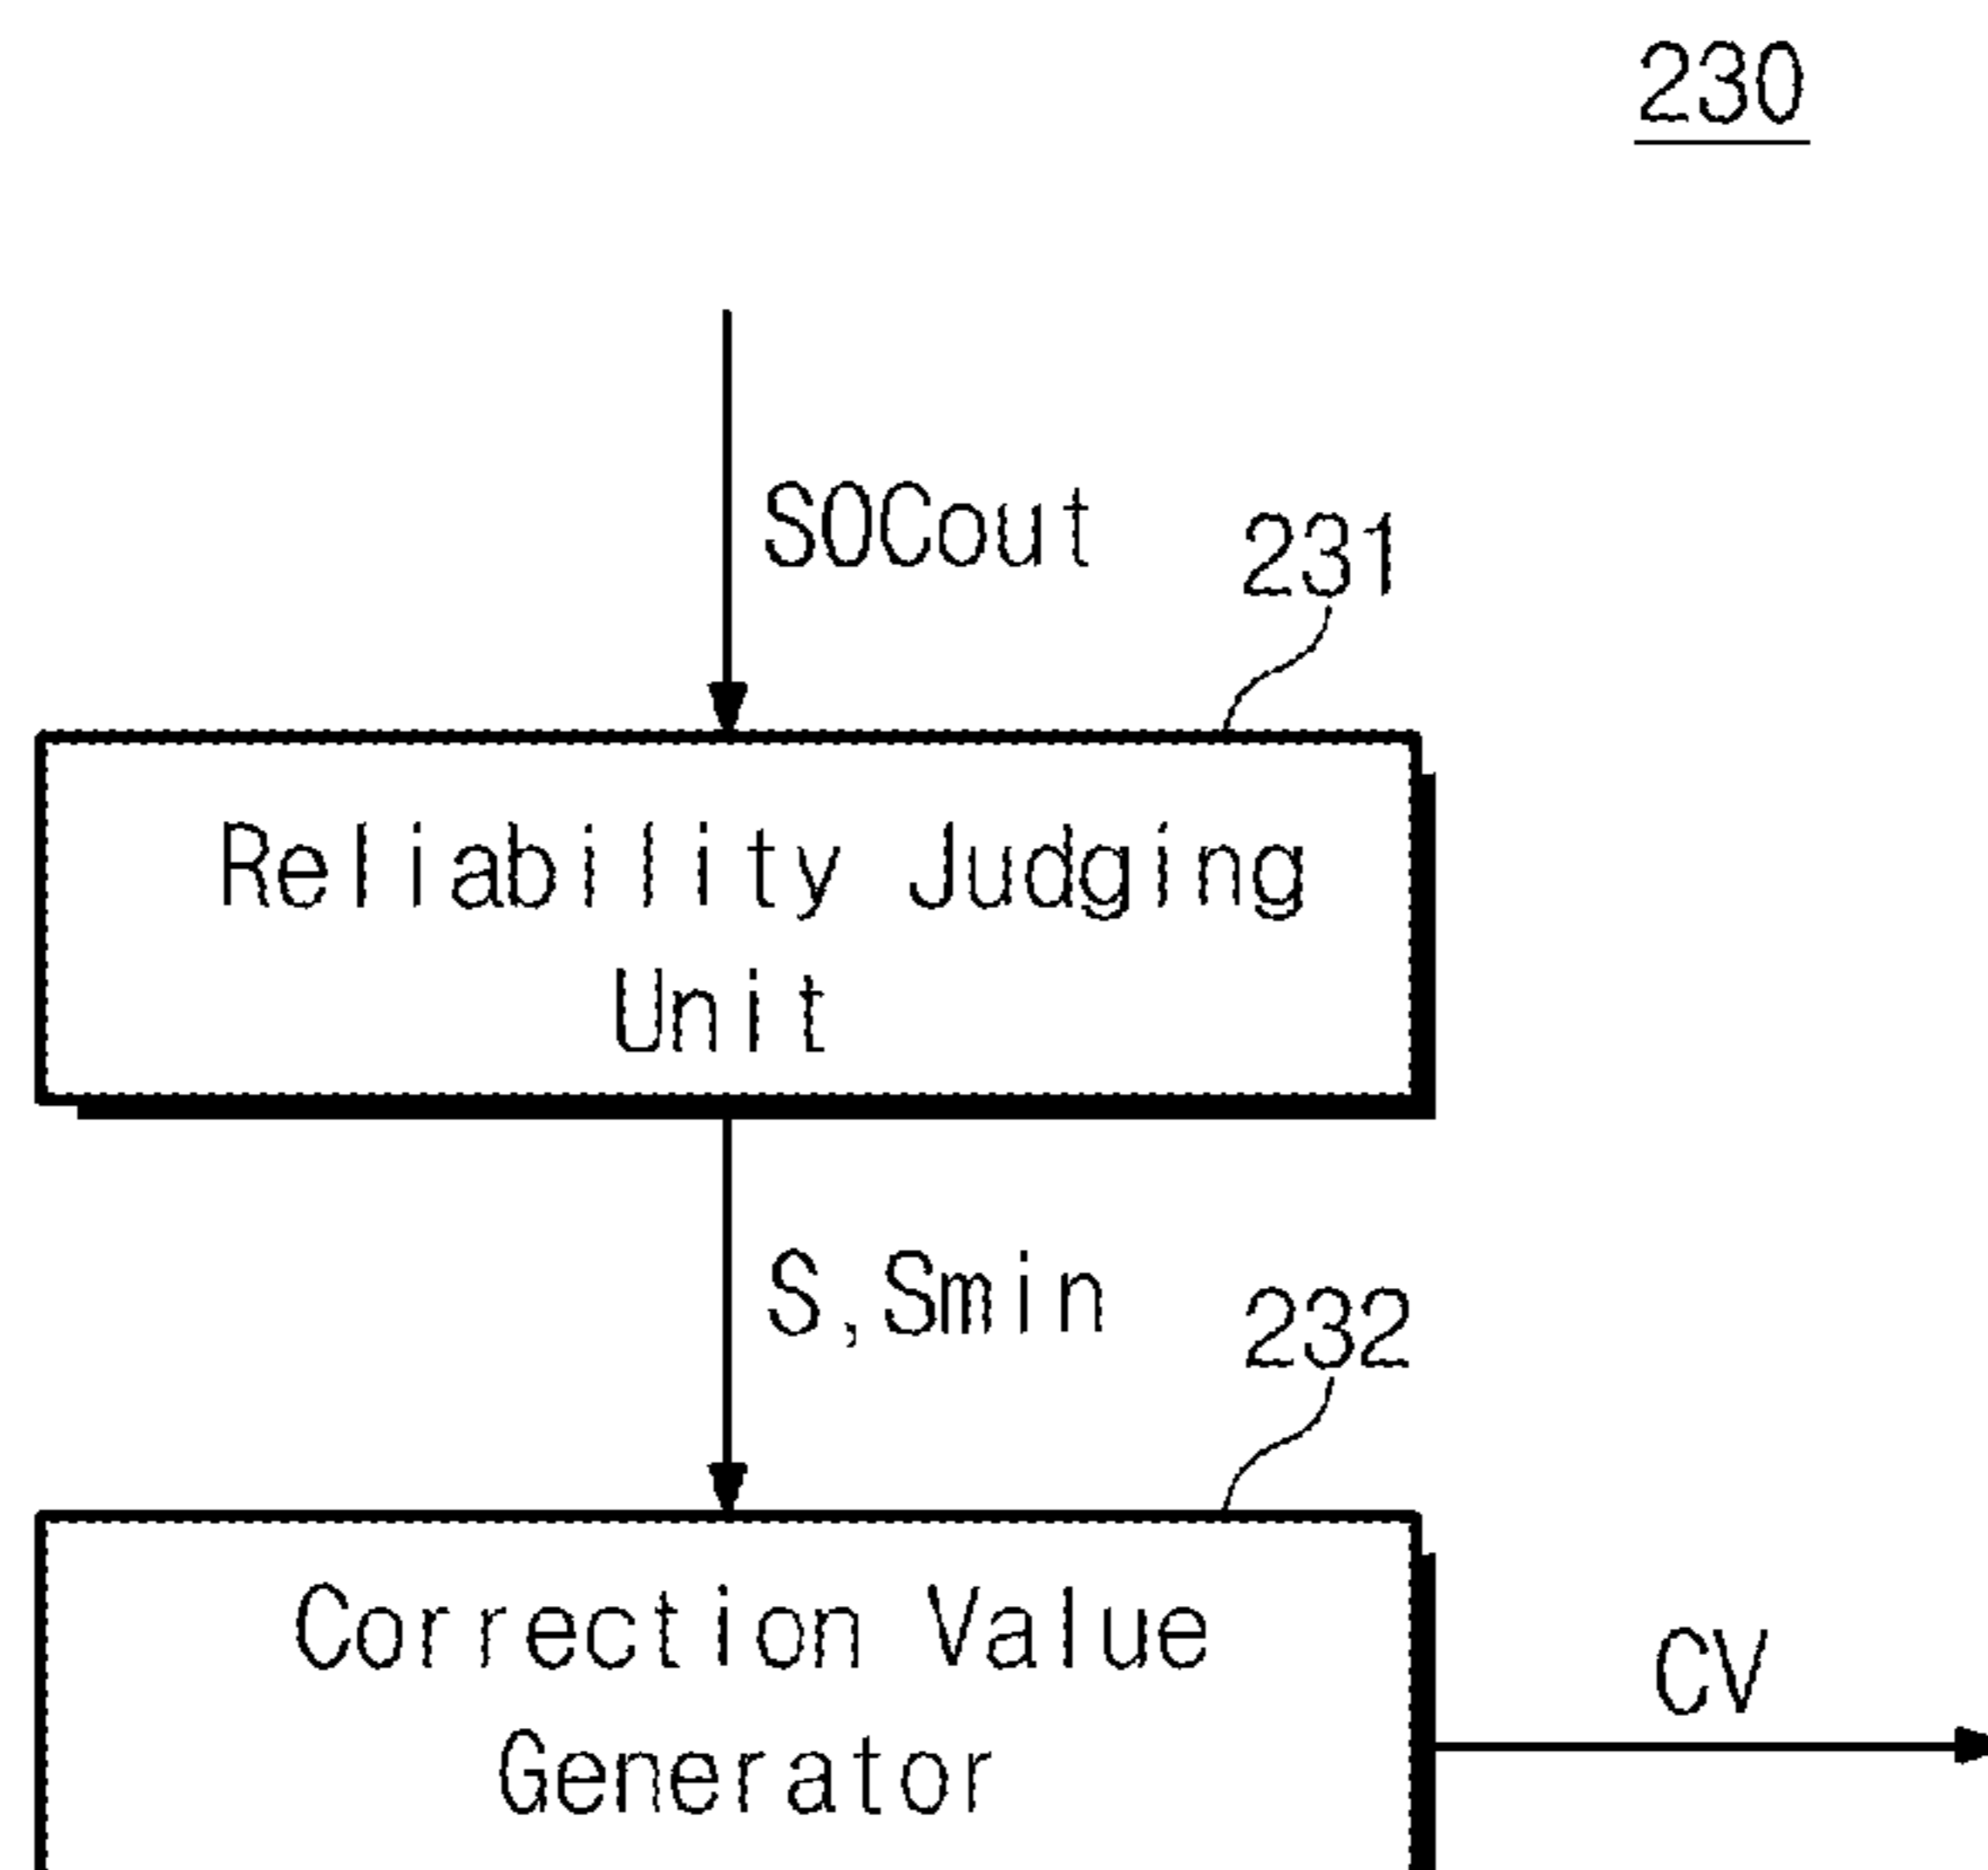 230
SOCout
231
Reliability Judging
Unit
S,Smin
232
Correction Value
Generator
CV